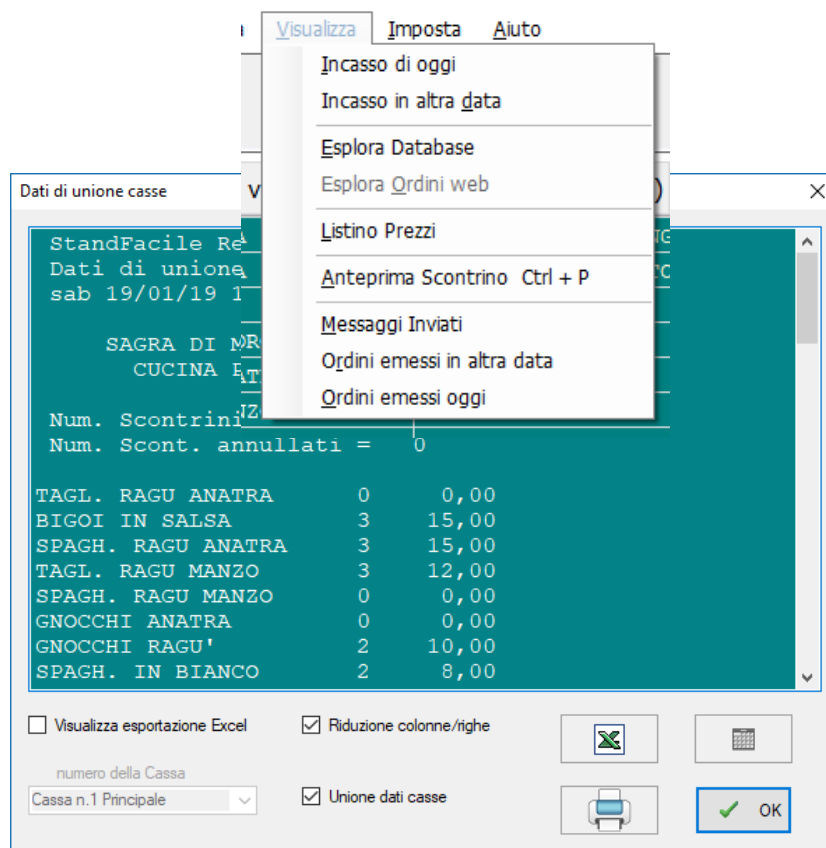 Visualizza Imposta Aiuto
Incasso di oggi
Incasso in altra data
Esplora Database
Esplora Ordini web
Listino Prezzi
Anteprima Scontrino Ctrl + P
Messaggi Inviati
Ordini emessi in altra data
Ordini emessi oggi
Dati di unione casse
StandFacile
Dati di unione
sab 19/01/19
SAGRA DI
CUCINA
Num. Scontrini
Num. Scont. annullati = 0
TAGL. RAGU ANATRA 0 0,00
BIGOI IN SALSA 3 15,00
SPAGH. RAGU ANATRA 3 15,00
TAGL. RAGU MANZO 3 12,00
SPAGH. RAGU MANZO 0 0,00
GNOCCHI ANATRA 0 0,00
GNOCCHI RAGU' 2 10,00
SPAGH. IN BIANCO 2 8,00
Visualizza esportazione Excel Riduzione colonne/righe
numero della Cassa
Cassa n.1 Principale Unione dati casse OK